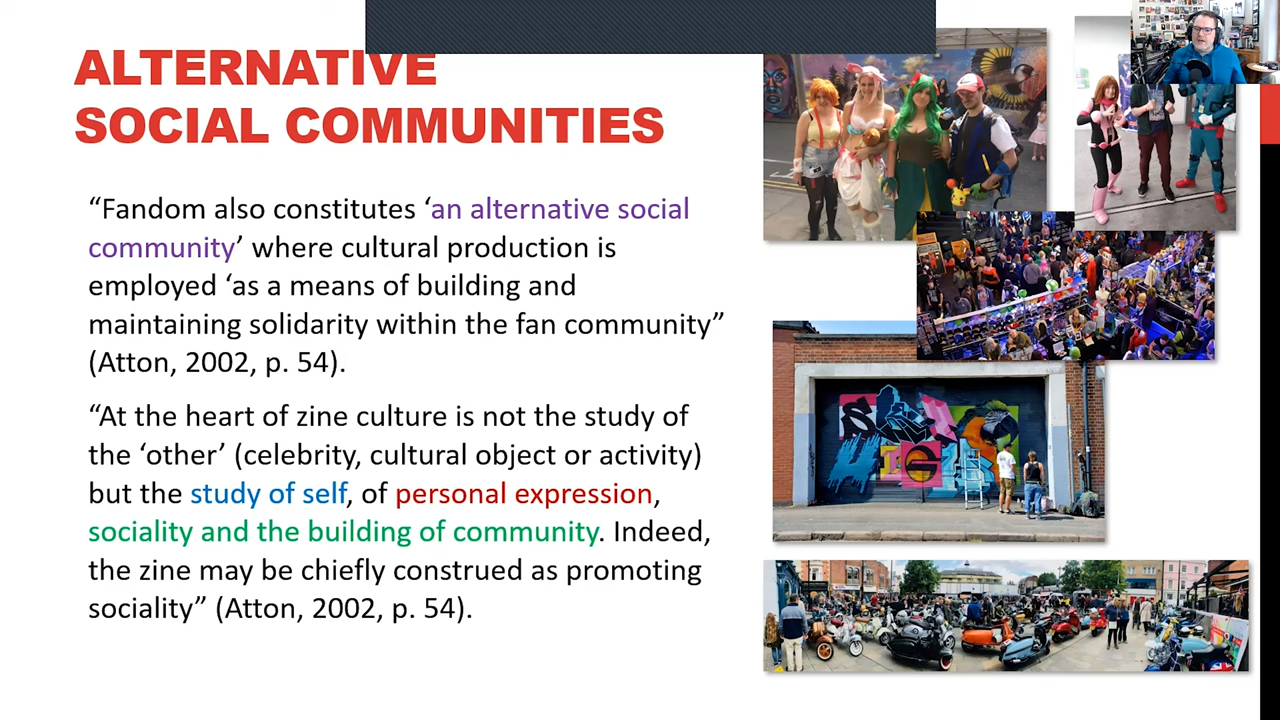 ALTERNATIVE
SOCIAL COMMUNITIES
“Fandom also constitutes ‘an alternative social
community’ where cultural production is
employed ‘as a means of building and
maintaining solidarity within the fan community”
(Atton, 2002, p. 54).
“At the heart of zine culture is not the study of
the ‘other’ (celebrity, cultural object or activity)
but the study of self, of personal expression,
sociality and the building of community. Indeed,
the zine may be chiefly construed as promoting
sociality” (Atton, 2002, p. 54).